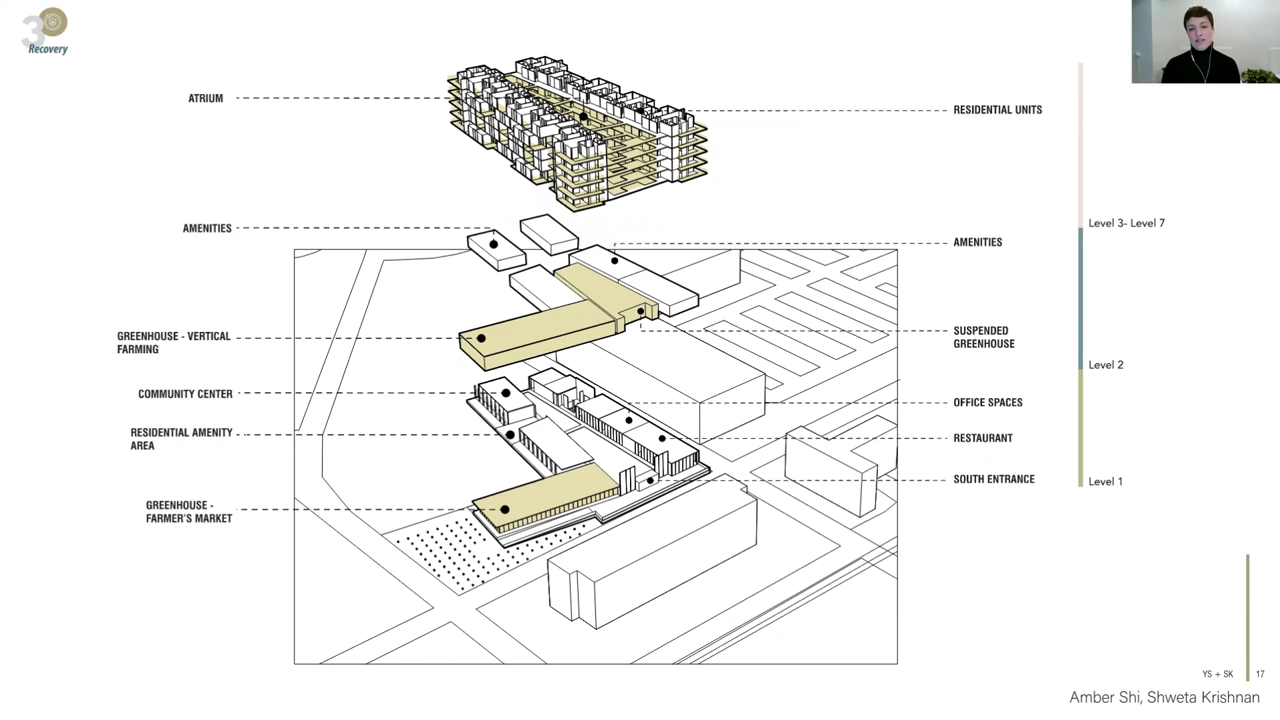 3
Recovery
ATRIUM
RESIDENTIAL UNITS
AMENITIES
AMENITIES
Level 3- Level 7
GREENHOUSE - VERTICAL
FARMING
SUSPENDED
GREENHOUSE
Level 2
COMMUNITY CENTER
OFFICE SPACES
RESIDENTIAL AMENITY
AREA
RESTAURANT
SOUTH ENTRANCE
Level 1
GREENHOUSE -
FARMER'S MARKET
YS + SK
17
Amber Shi, Shweta Krishnan